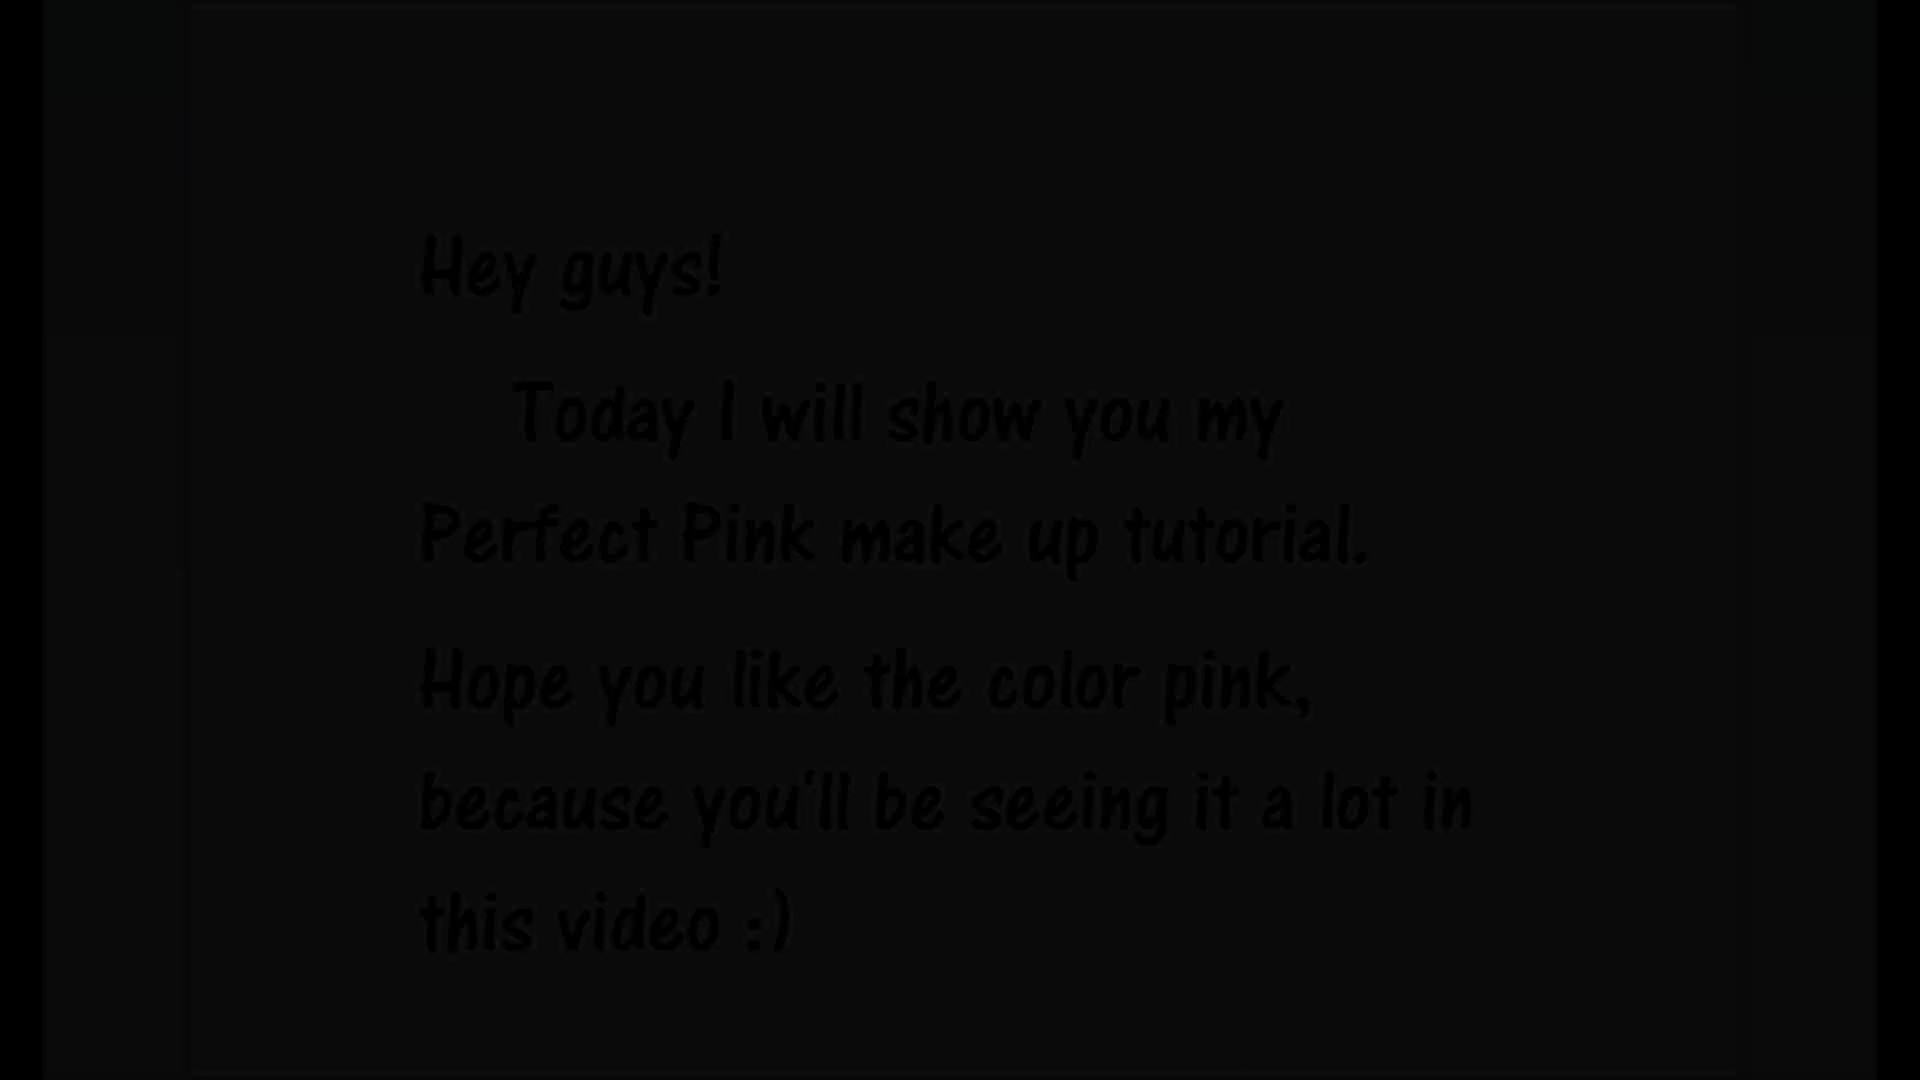 Hey guys!
Today I will show you my
Perfect Pink make up tutorial.
Hope you like the color pink,
because you'll be seeing it a lot in
this video :)